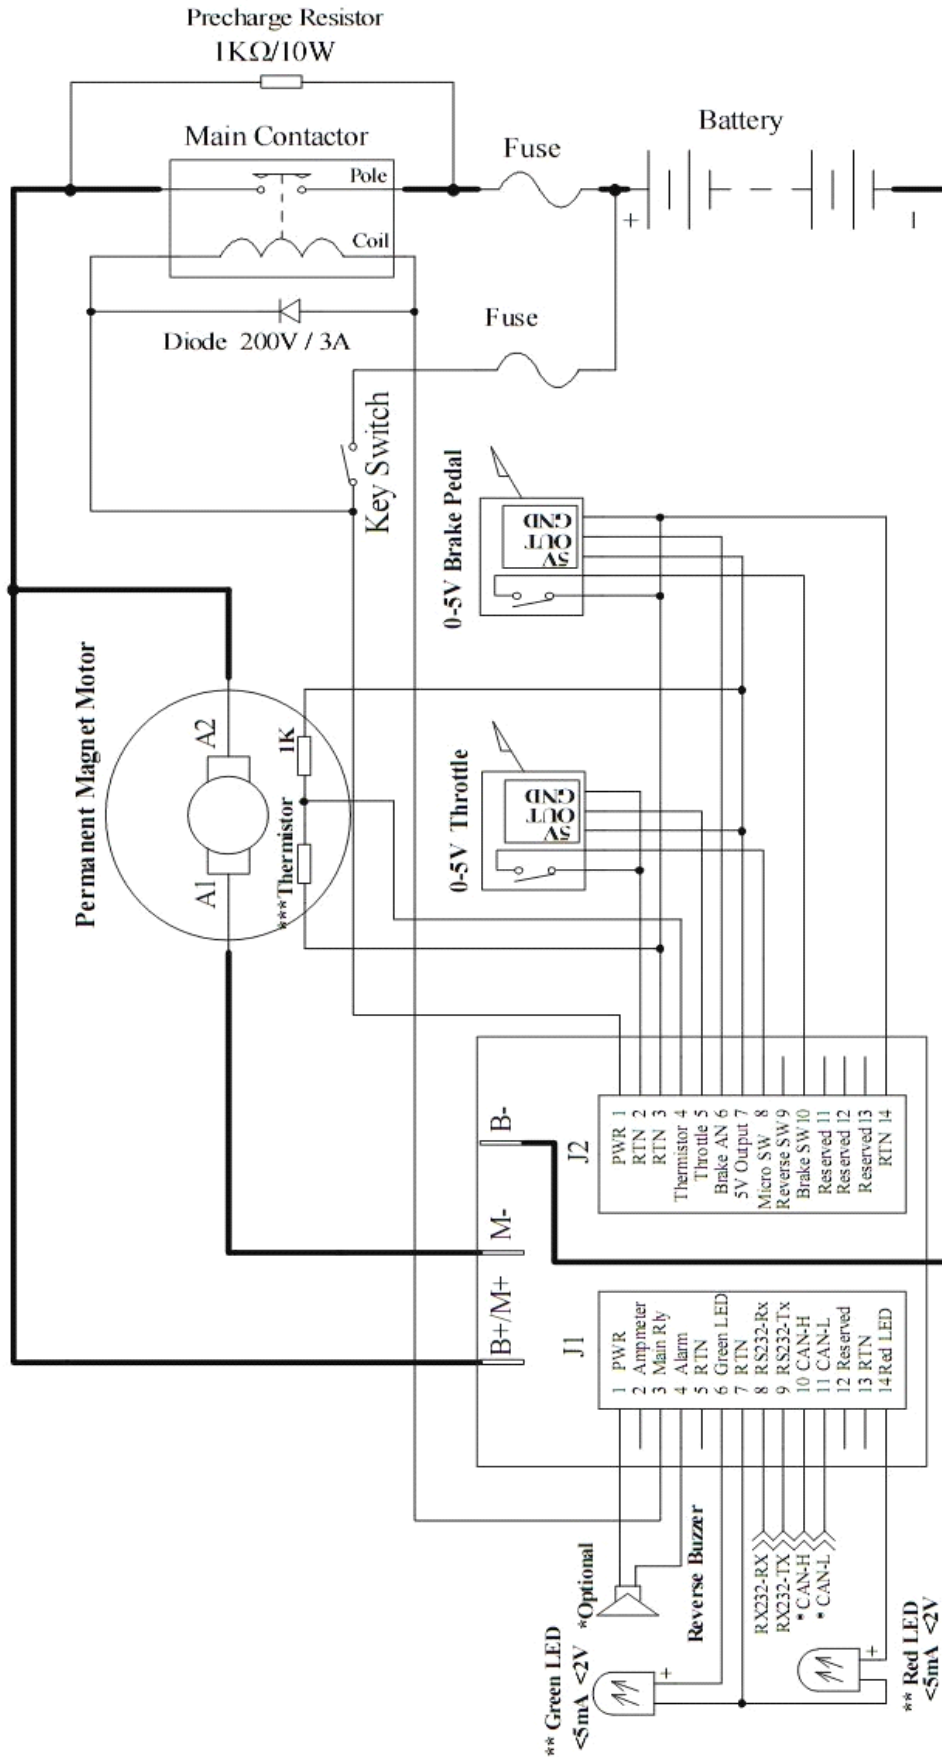 Precharge Resistor
1KΩ/10W
Main Contactor
Pole
Coil
Fuse
Battery
+
-
Diode 200V / 3A
Fuse
Key Switch
0-5V Brake Pedal
GND
OUT
5V
Permanent Magnet Motor
A2
A1
1K
***Thermistor
0-5V Throttle
GND
OUT
5V
B-
M-
B+/M+
J2
PWR 1
RTN 2
RTN 3
Thermistor 4
Throttle 5
Brake AN 6
5V Output 7
Micro SW 8
Reverse SW 9
Brake SW 10
Reserved 11
Reserved 12
Reserved 13
RTN 14
J1
1 PWR
2 Ampmeter
3 Main Rly
4 Alarm
5 RTN
6 Green LED
7 RTN
8 RS232-Rx
9 RS232-Tx
10 CAN-H
11 CAN-L
12 Reserved
13 RTN
14 Red LED
*Optional
Reverse Buzzer
RX232-RX
RX232-TX
* CAN-H
* CAN-L
** Green LED
<5mA <2V
+
+
** Red LED
<5mA <2V